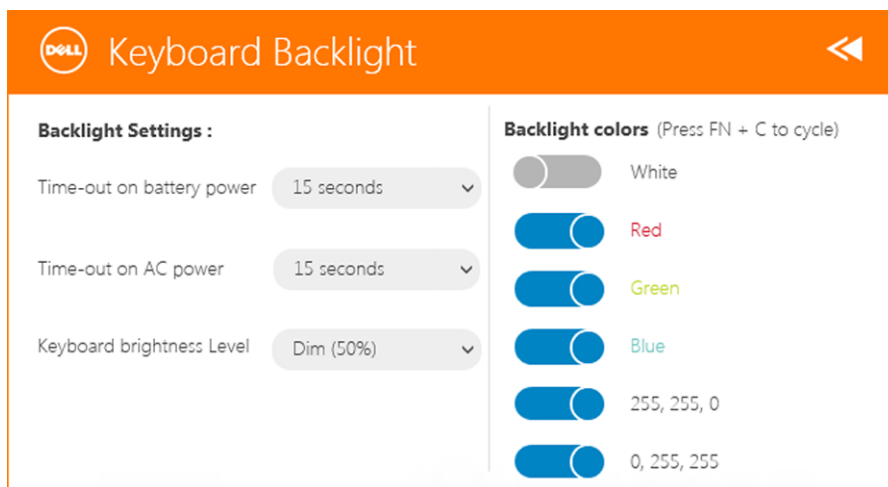 DELL Keyboard Backlight
Backlight Settings :
Time-out on battery power 15 seconds
Time-out on AC power 15 seconds
Keyboard brightness Level Dim (50%)
Backlight colors (Press FN + C to cycle)
White
Red
Green
Blue
255, 255, 0
0, 255, 255